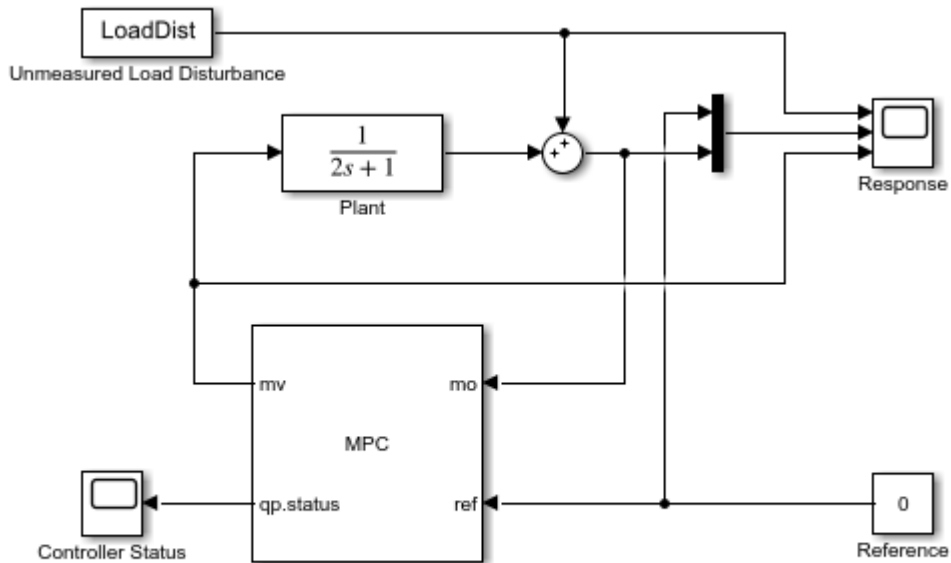 LoadDist
Unmeasured Load Disturbance
1
2s + 1
Plant
Response
mv
mo
MPC
qp.status
ref
0
Controller Status
Reference